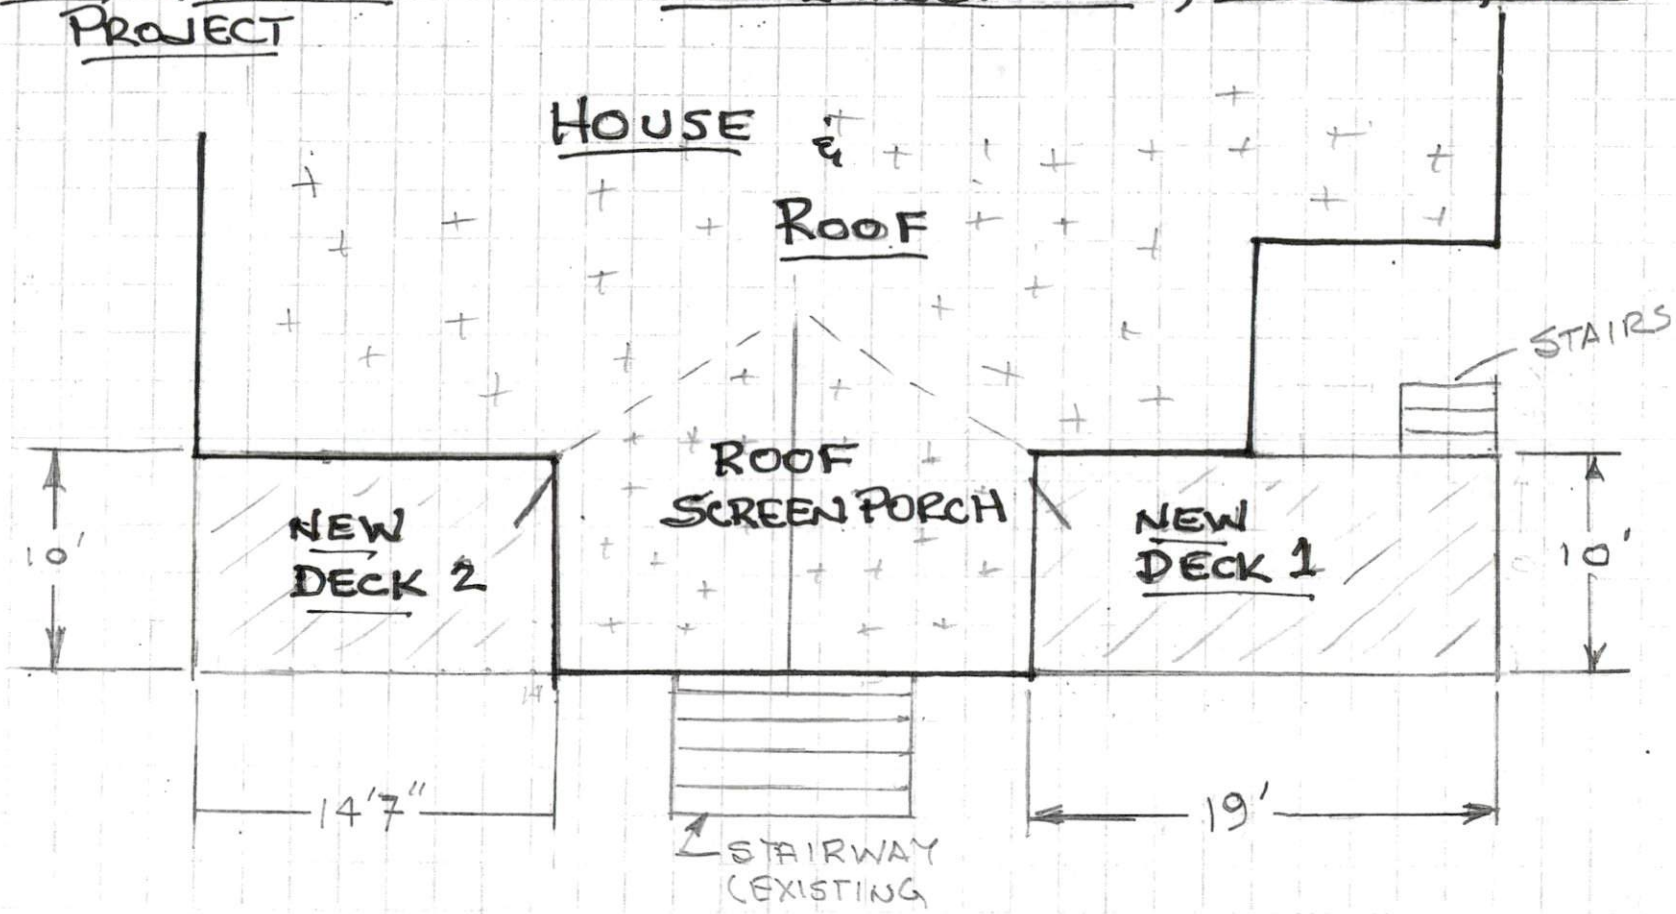 PROJECT
HOUSE &
ROOF
STAIRS
ROOF
SCREEN PORCH
NEW
DECK 2
NEW
DECK 1
10'
10'
14'7"
19'
STAIRWAY
(EXISTING